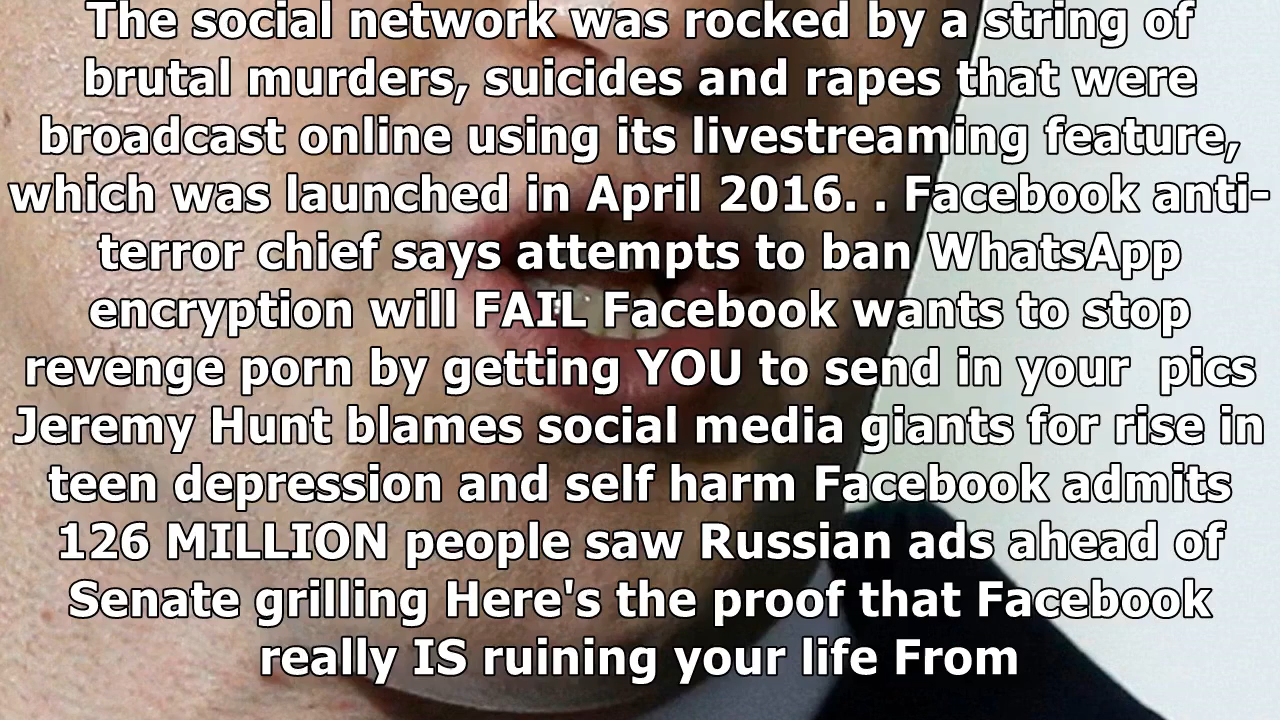 The social network was rocked by a string of
brutal murders, suicides and rapes that were
broadcast online using its livestreaming feature,
which was launched in April 2016. . Facebook anti-
terror chief says attempts to ban WhatsApp
encryption will FAIL Facebook wants to stop
revenge porn by getting YOU to send in your  pics
Jeremy Hunt blames social media giants for rise in
teen depression and self harm Facebook admits
126 MILLION people saw Russian ads ahead of
Senate grilling Here's the proof that Facebook
really IS ruining your life From